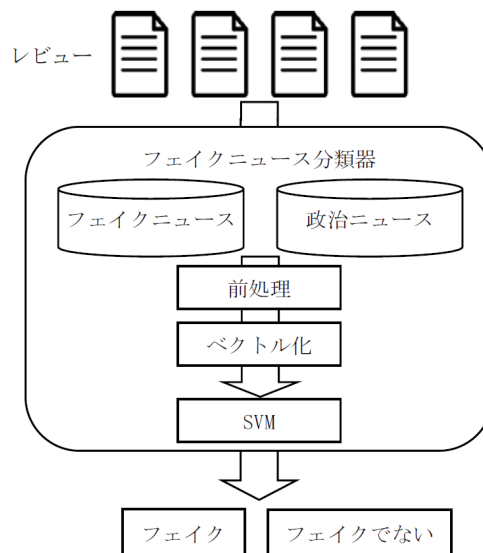 レビュー
フェイクニュース分類器
フェイクニュース
政治ニュース
前処理
ベクトル化
SVM
フェイク
フェイクでない